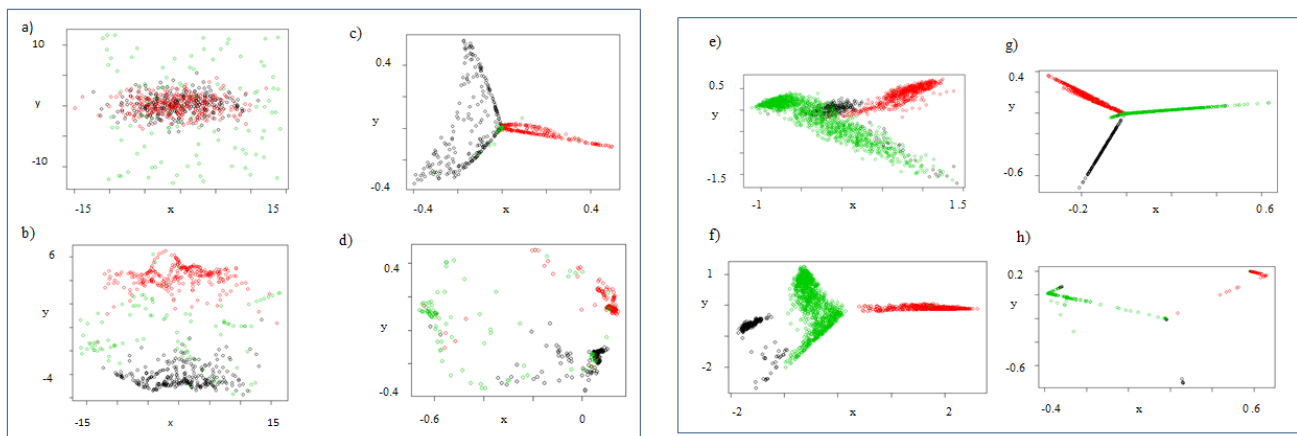 a)
10
y
-10
-15 x 15
b)
6
y
-4
-15 x 15
c)
0.4
y
-0.4
-0.4 x 0.4
d)
0.4
y
-0.4
-0.6 x 0
e)
0.5
y
-1.5
-1 x 1.5
f)
1
y
-2
-2 x 2
g)
0.4
y
-0.6
-0.2 x 0.6
h)
0.2
y
-0.6
-0.4 x 0.6